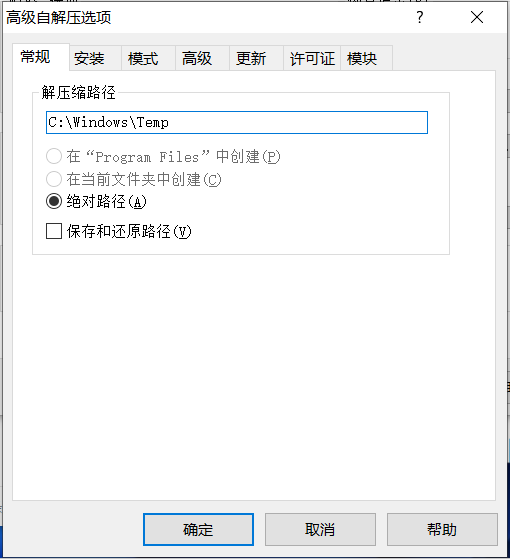 高级自解压选项
常规 安装 模式 高级 更新 许可证 模块
解压缩路径
C:\Windows\Temp
在“Program Files”中创建(P)
在当前文件夹中创建(C)
绝对路径(A)
保存和还原路径(V)
确定 取消 帮助